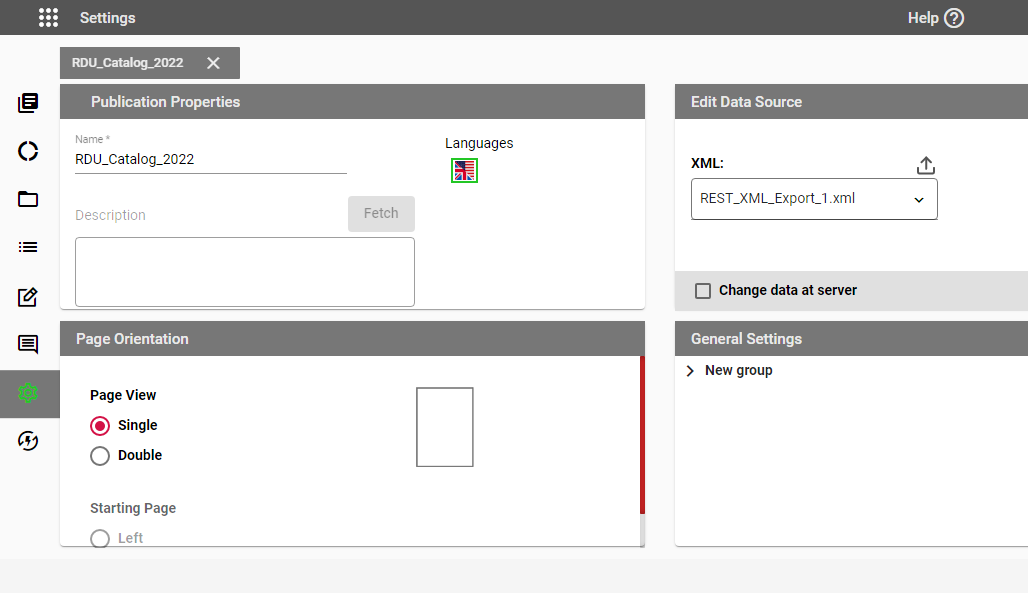 Settings
Help
RDU_Catalog_2022
Publication Properties
Name *
RDU_Catalog_2022
Languages
Description
Fetch
Edit Data Source
XML:
REST_XML_Export_1.xml
Change data at server
Page Orientation
Page View
Single
Double
Starting Page
Left
General Settings
New group